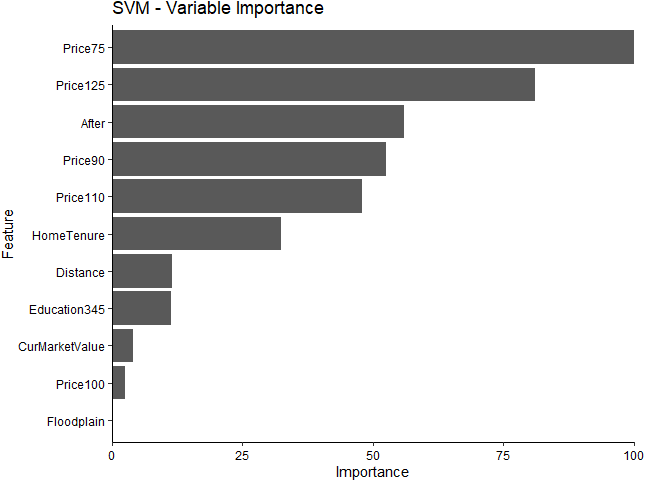 SVM - Variable Importance
Feature
Price75
Price125
After
Price90
Price110
HomeTenure
Distance
Education345
CurMarketValue
Price100
Floodplain
0 25 50 75 100
Importance